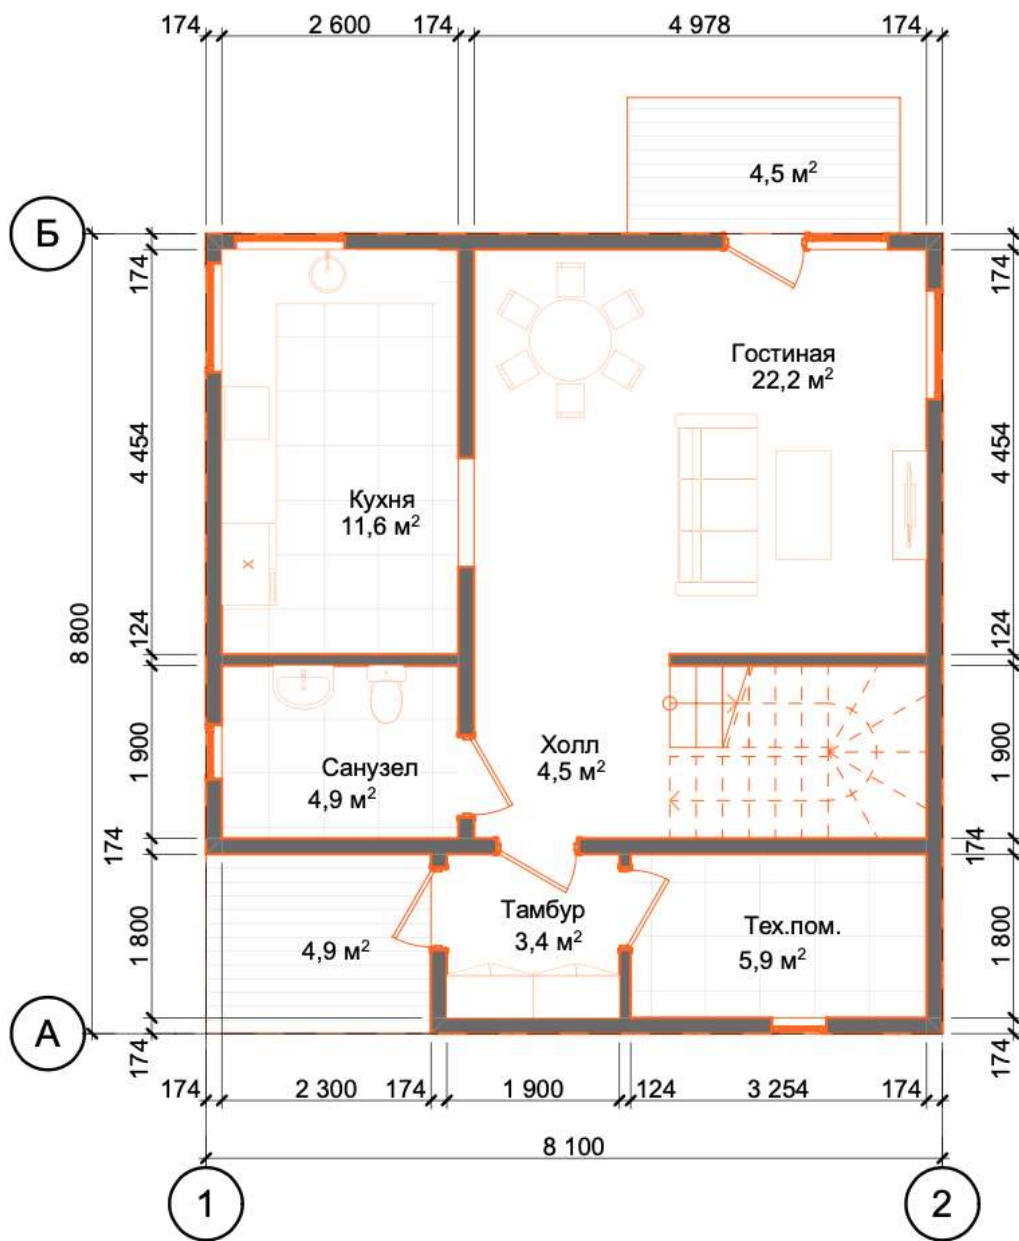 174 2 600 174 4 978 174
4,5 м²
Б
174 174
Гостиная
22,2 м²
4 454 4 454
Кухня
11,6 м²
х
8 800
124 124
1 900 1 900
Холл
4,5 м²
Санузел
4,9 м²
174 174
Тамбур
3,4 м²
Тех.пом.
5,9 м²
4,9 м²
1 800 1 800
А
174 174
174 2 300 174 1 900 124 3 254 174
8 100
1 2